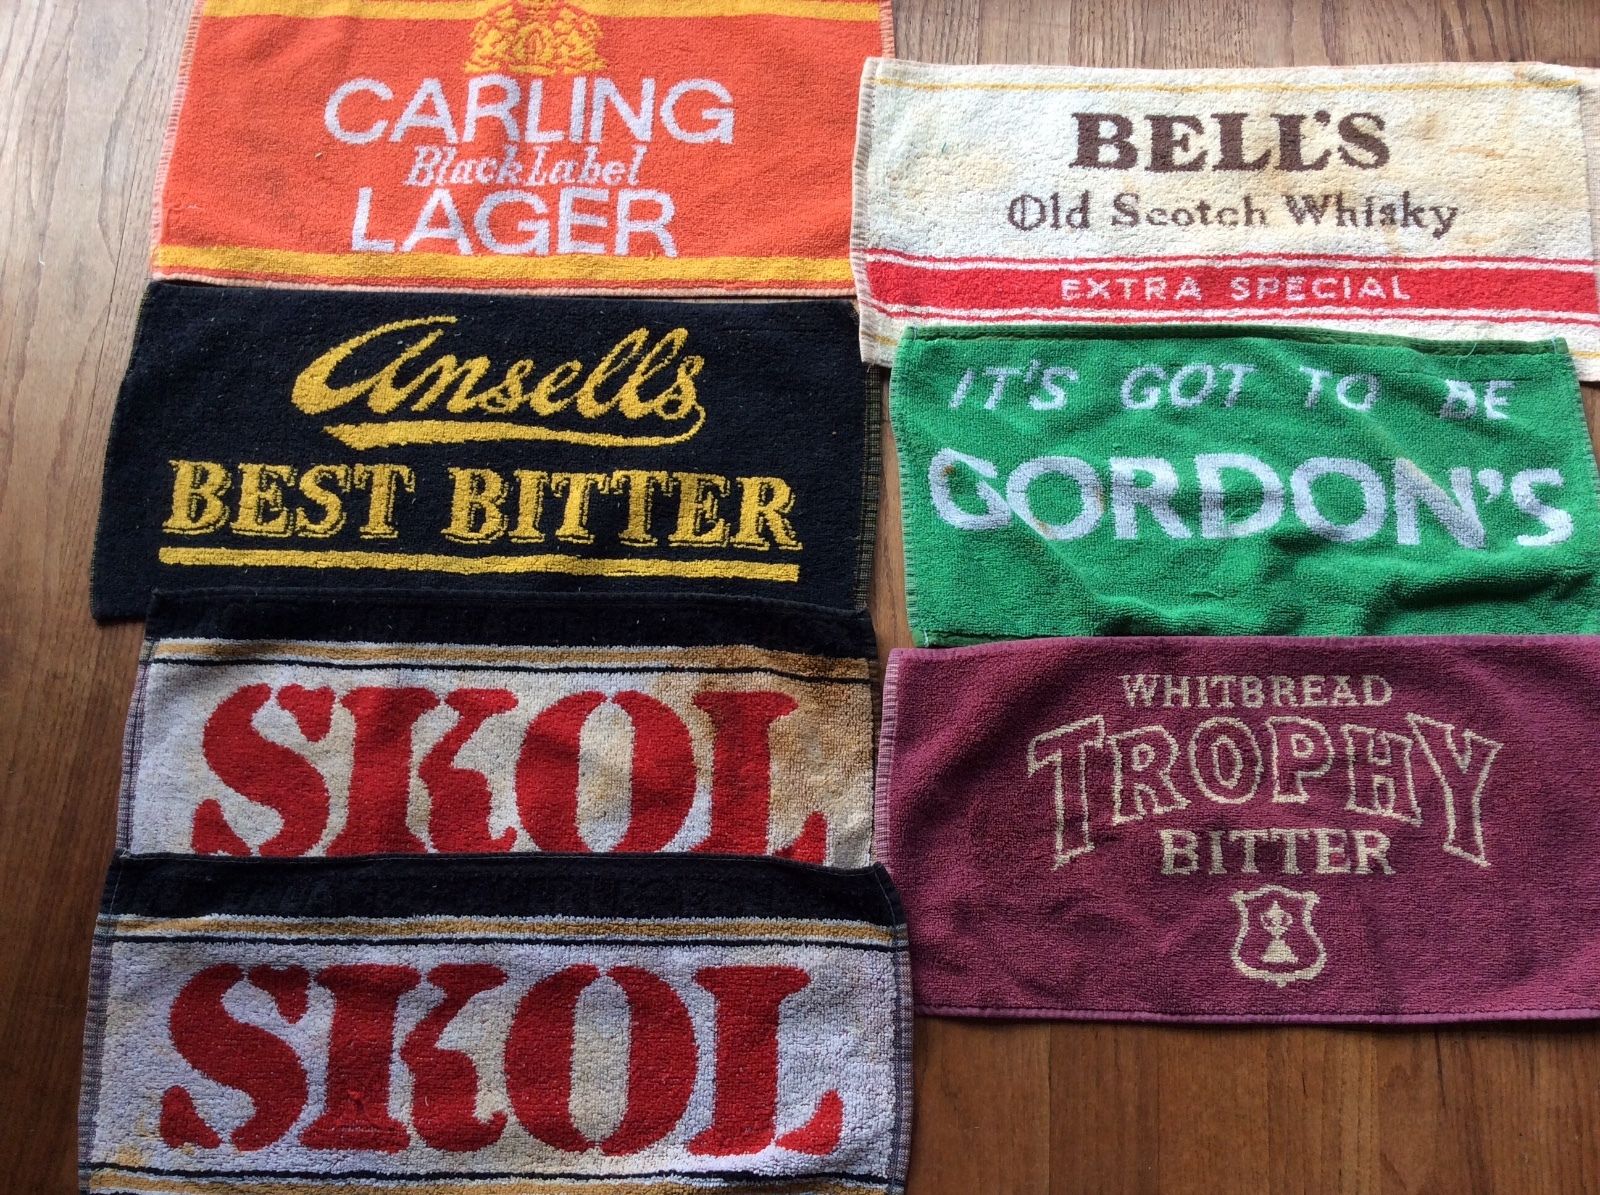 CARLING
Black Label
LAGER
BELL'S
Old Scotch Whisky
EXTRA SPECIAL
Ansells
BEST BITTER
IT'S GOT TO BE
GORDON'S
SKOL
WHITBREAD
TROPHY
BITTER
SKOL